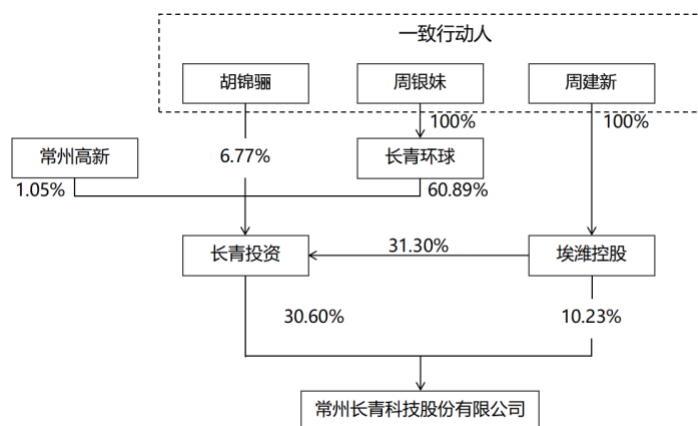 一致行动人
胡锦骊
周银妹
周建新
100%
100%
常州高新
6.77%
长青环球
1.05%
60.89%
长青投资
31.30%
埃潍控股
30.60%
10.23%
常州长青科技股份有限公司